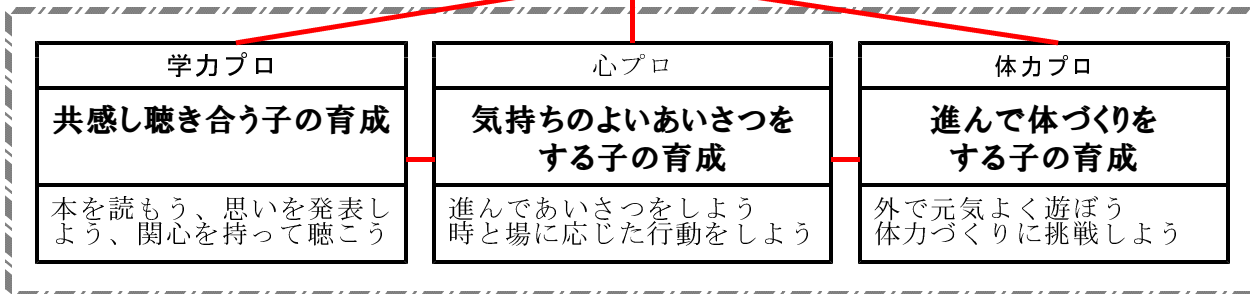 学力プロ
共感し聴き合う子の育成
本を読もう、思いを発表し
よう、関心を持って聴こう
心プロ
気持ちのよいあいさつを
する子の育成
進んであいさつをしよう
時と場に応じた行動をしよう
体力プロ
進んで体づくりを
する子の育成
外で元気よく遊ぼう
体力づくりに挑戦しよう